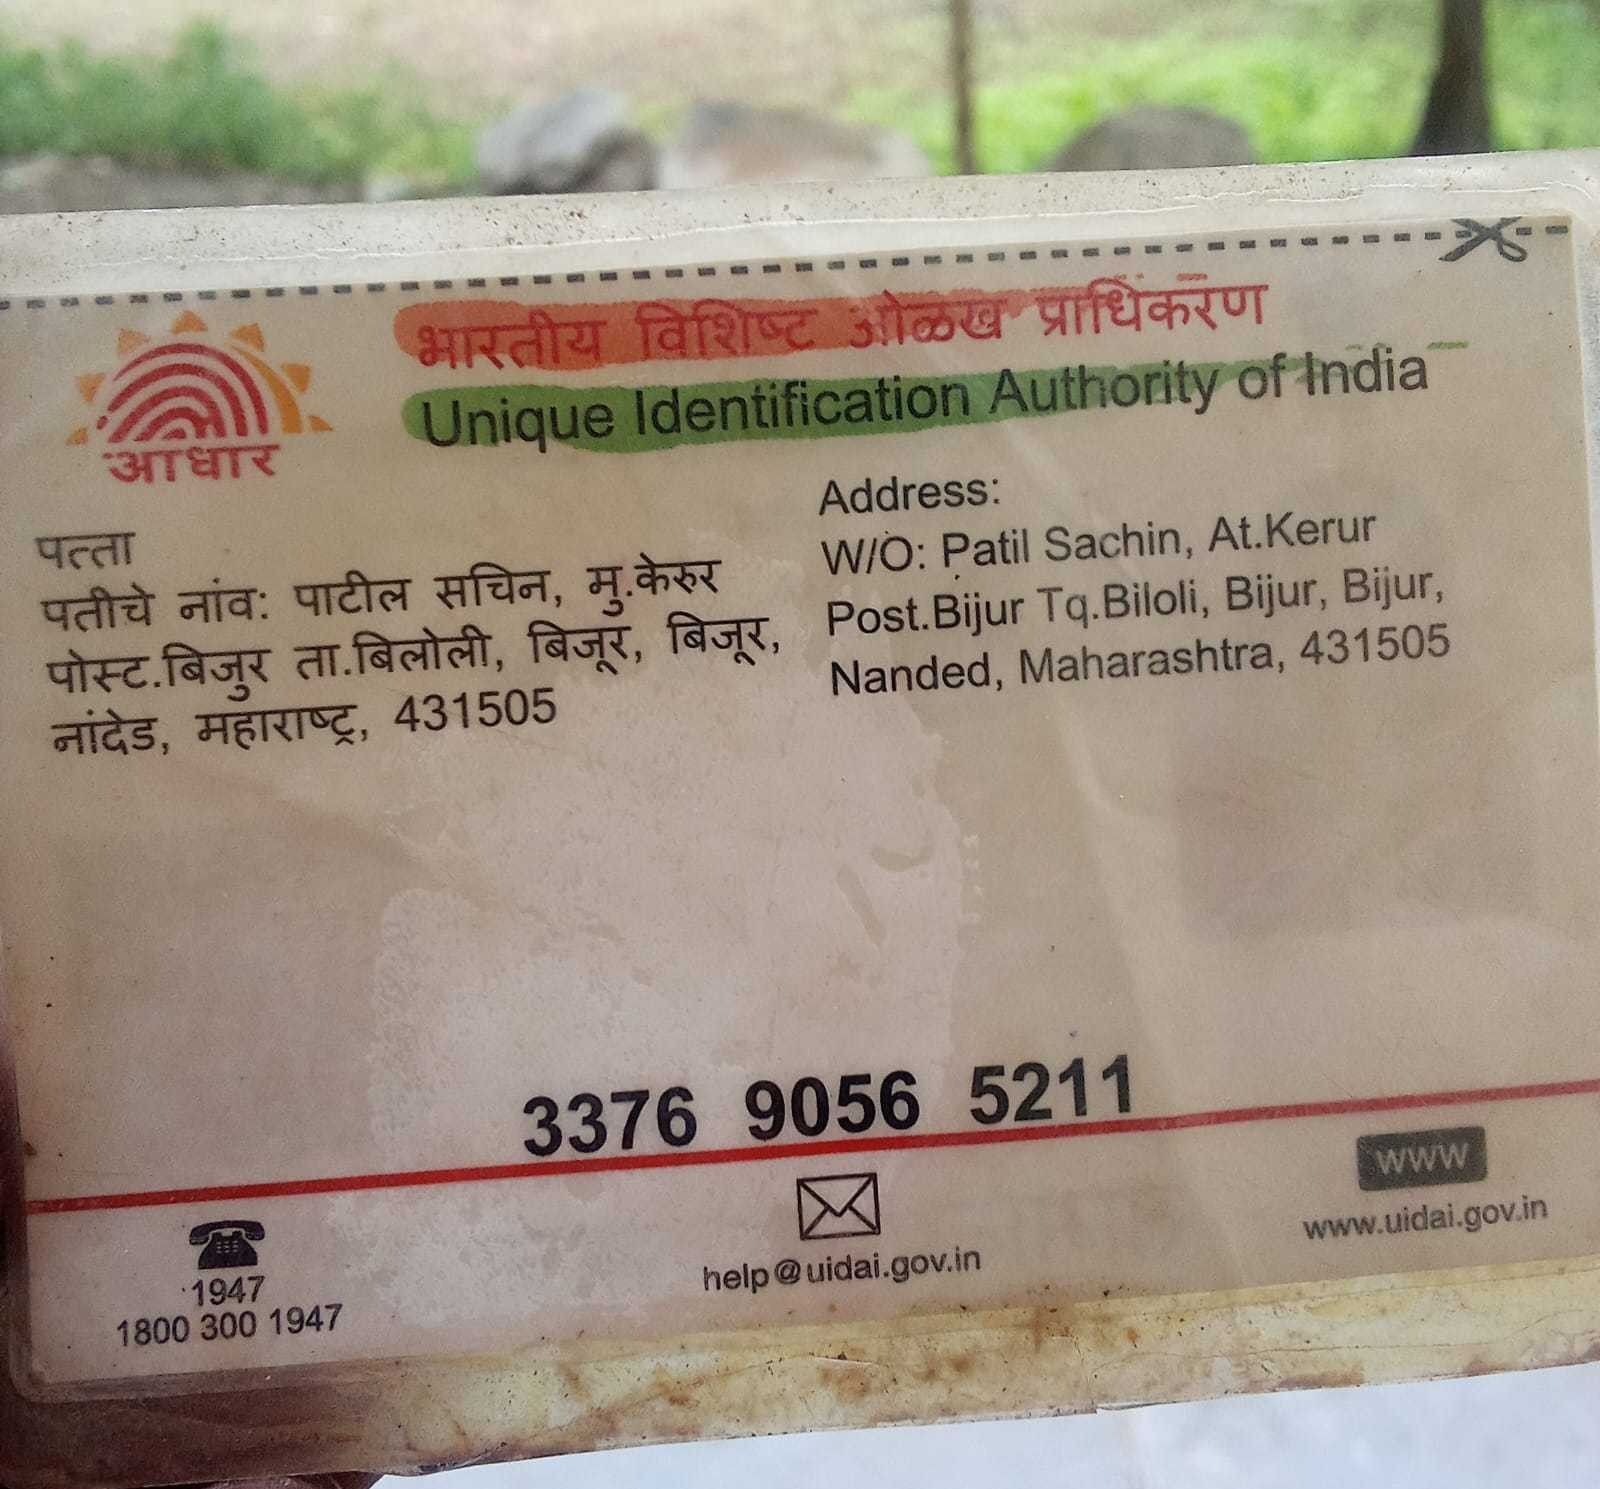 भारतीय विशिष्ट ओळख प्राधिकरण
Unique Identification Authority of India
आधार
पत्ता
पतीचे नांव: पाटील सचिन, मु.केरुर
पोस्ट.बिजुर ता.बिलोली, बिजूर, बिजूर,
नांदेड, महाराष्ट्र, 431505
Address:
W/O: Patil Sachin, At.Kerur
Post.Bijur Tq.Biloli, Bijur, Bijur,
Nanded, Maharashtra, 431505
3376 9056 5211
1947
1800 300 1947
help@uidai.gov.in
www
www.uidai.gov.in